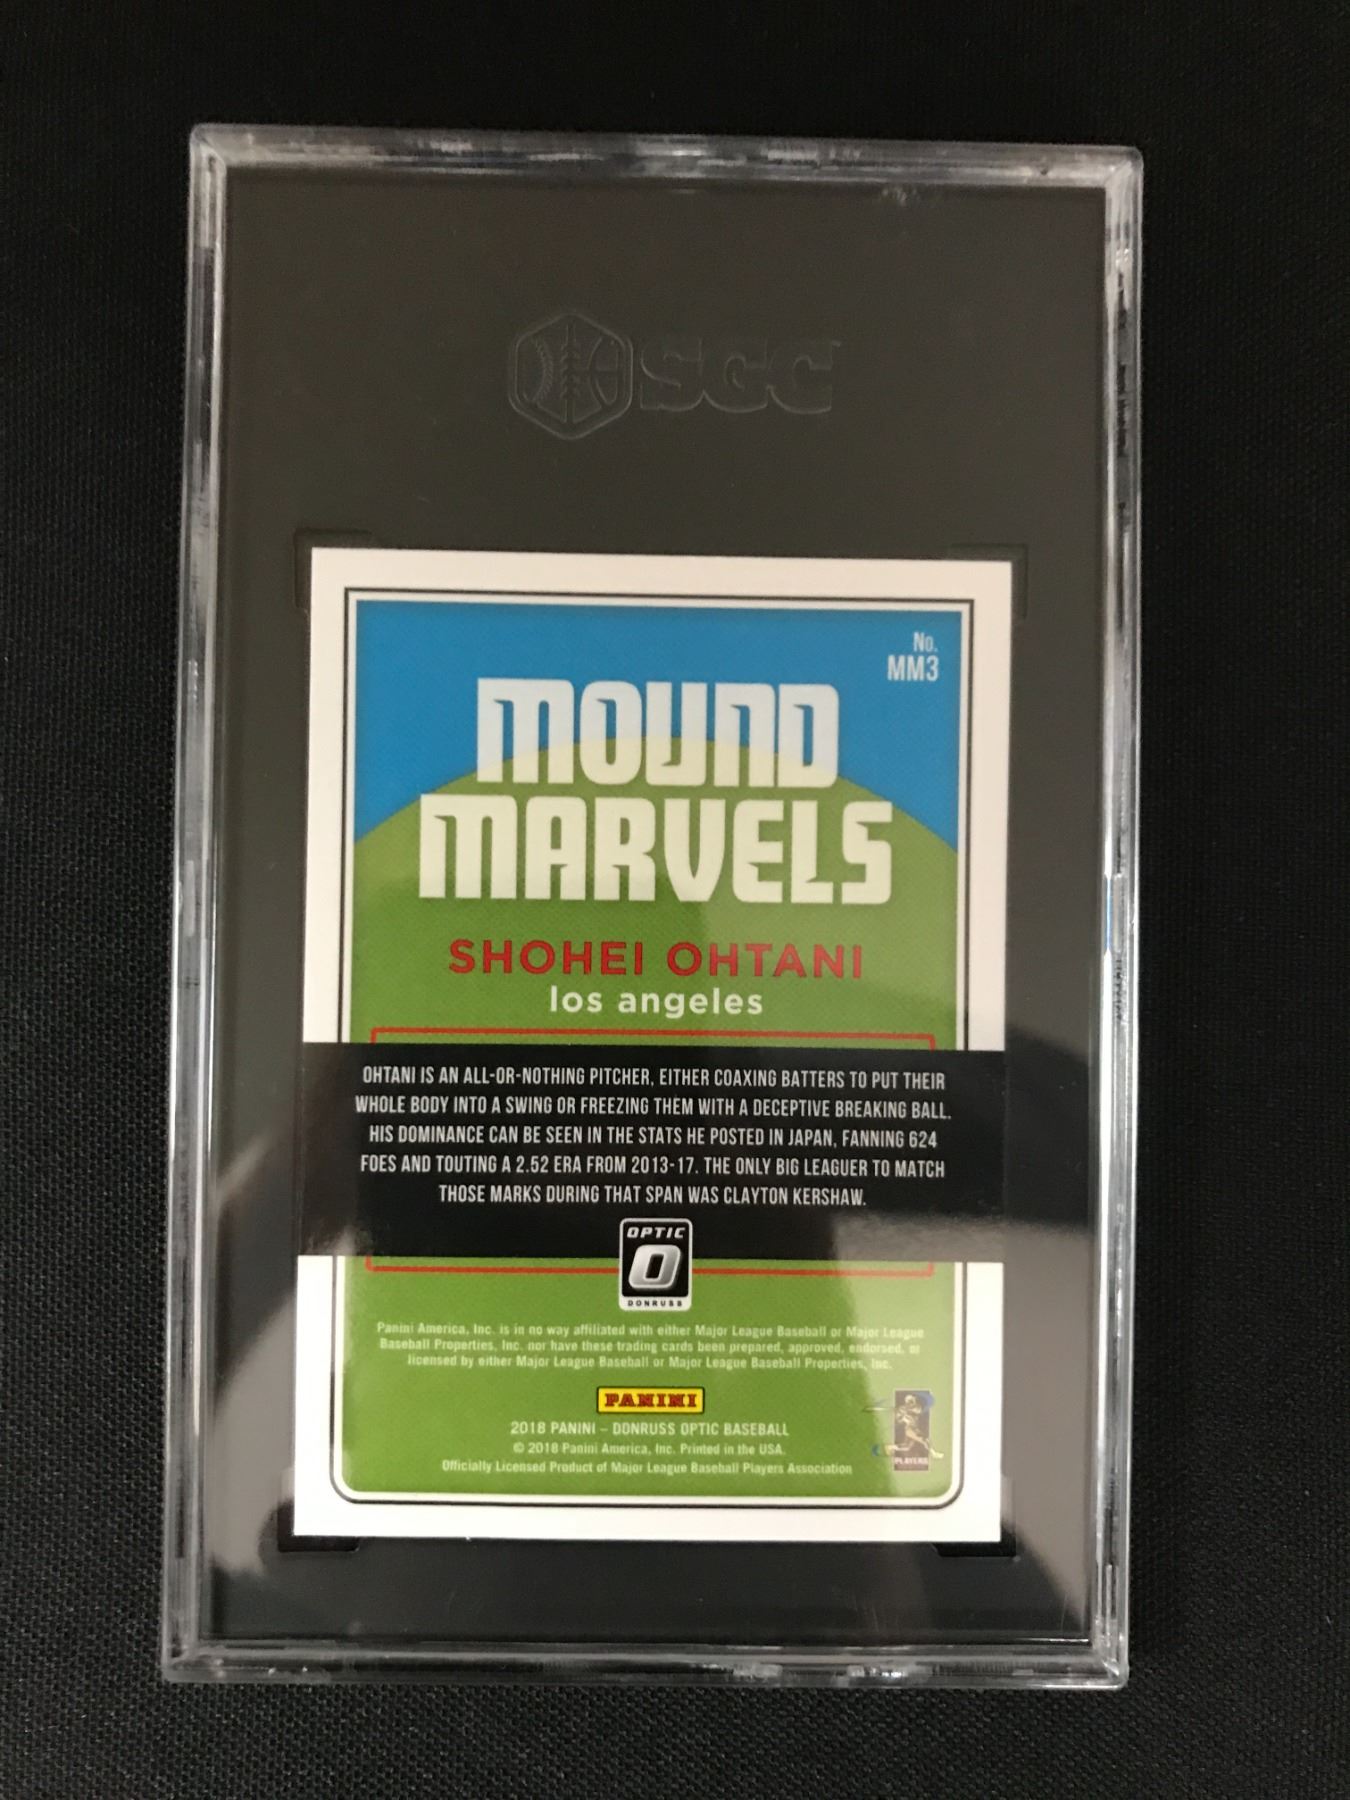 SGC
No.
MM3
MOUND
MARVELS
SHOHEI OHTANI
los angeles
OHTANI IS AN ALL-OR-NOTHING PITCHER, EITHER COAXING BATTERS TO PUT THEIR
WHOLE BODY INTO A SWING OR FREEZING THEM WITH A DECEPTIVE BREAKING BALL.
HIS DOMINANCE CAN BE SEEN IN THE STATS HE POSTED IN JAPAN, FANNING 624
FOES AND TOUTING A 2.52 ERA FROM 2013-17. THE ONLY BIG LEAGUER TO MATCH
THOSE MARKS DURING THAT SPAN WAS CLAYTON KERSHAW.
OPTIC
O
DONRUSS
Panini America, Inc. is in no way affiliated with either Major League Baseball or Major League
Baseball Properties, Inc. nor have these trading cards been prepared, approved, endorsed, or
licensed by either Major League Baseball or Major League Baseball Properties, Inc.
PANINI
2018 PANINI – DONRUSS OPTIC BASEBALL
© 2018 Panini America, Inc. Printed in the USA.
Officially Licensed Product of Major League Baseball Players Association
PLAYERS